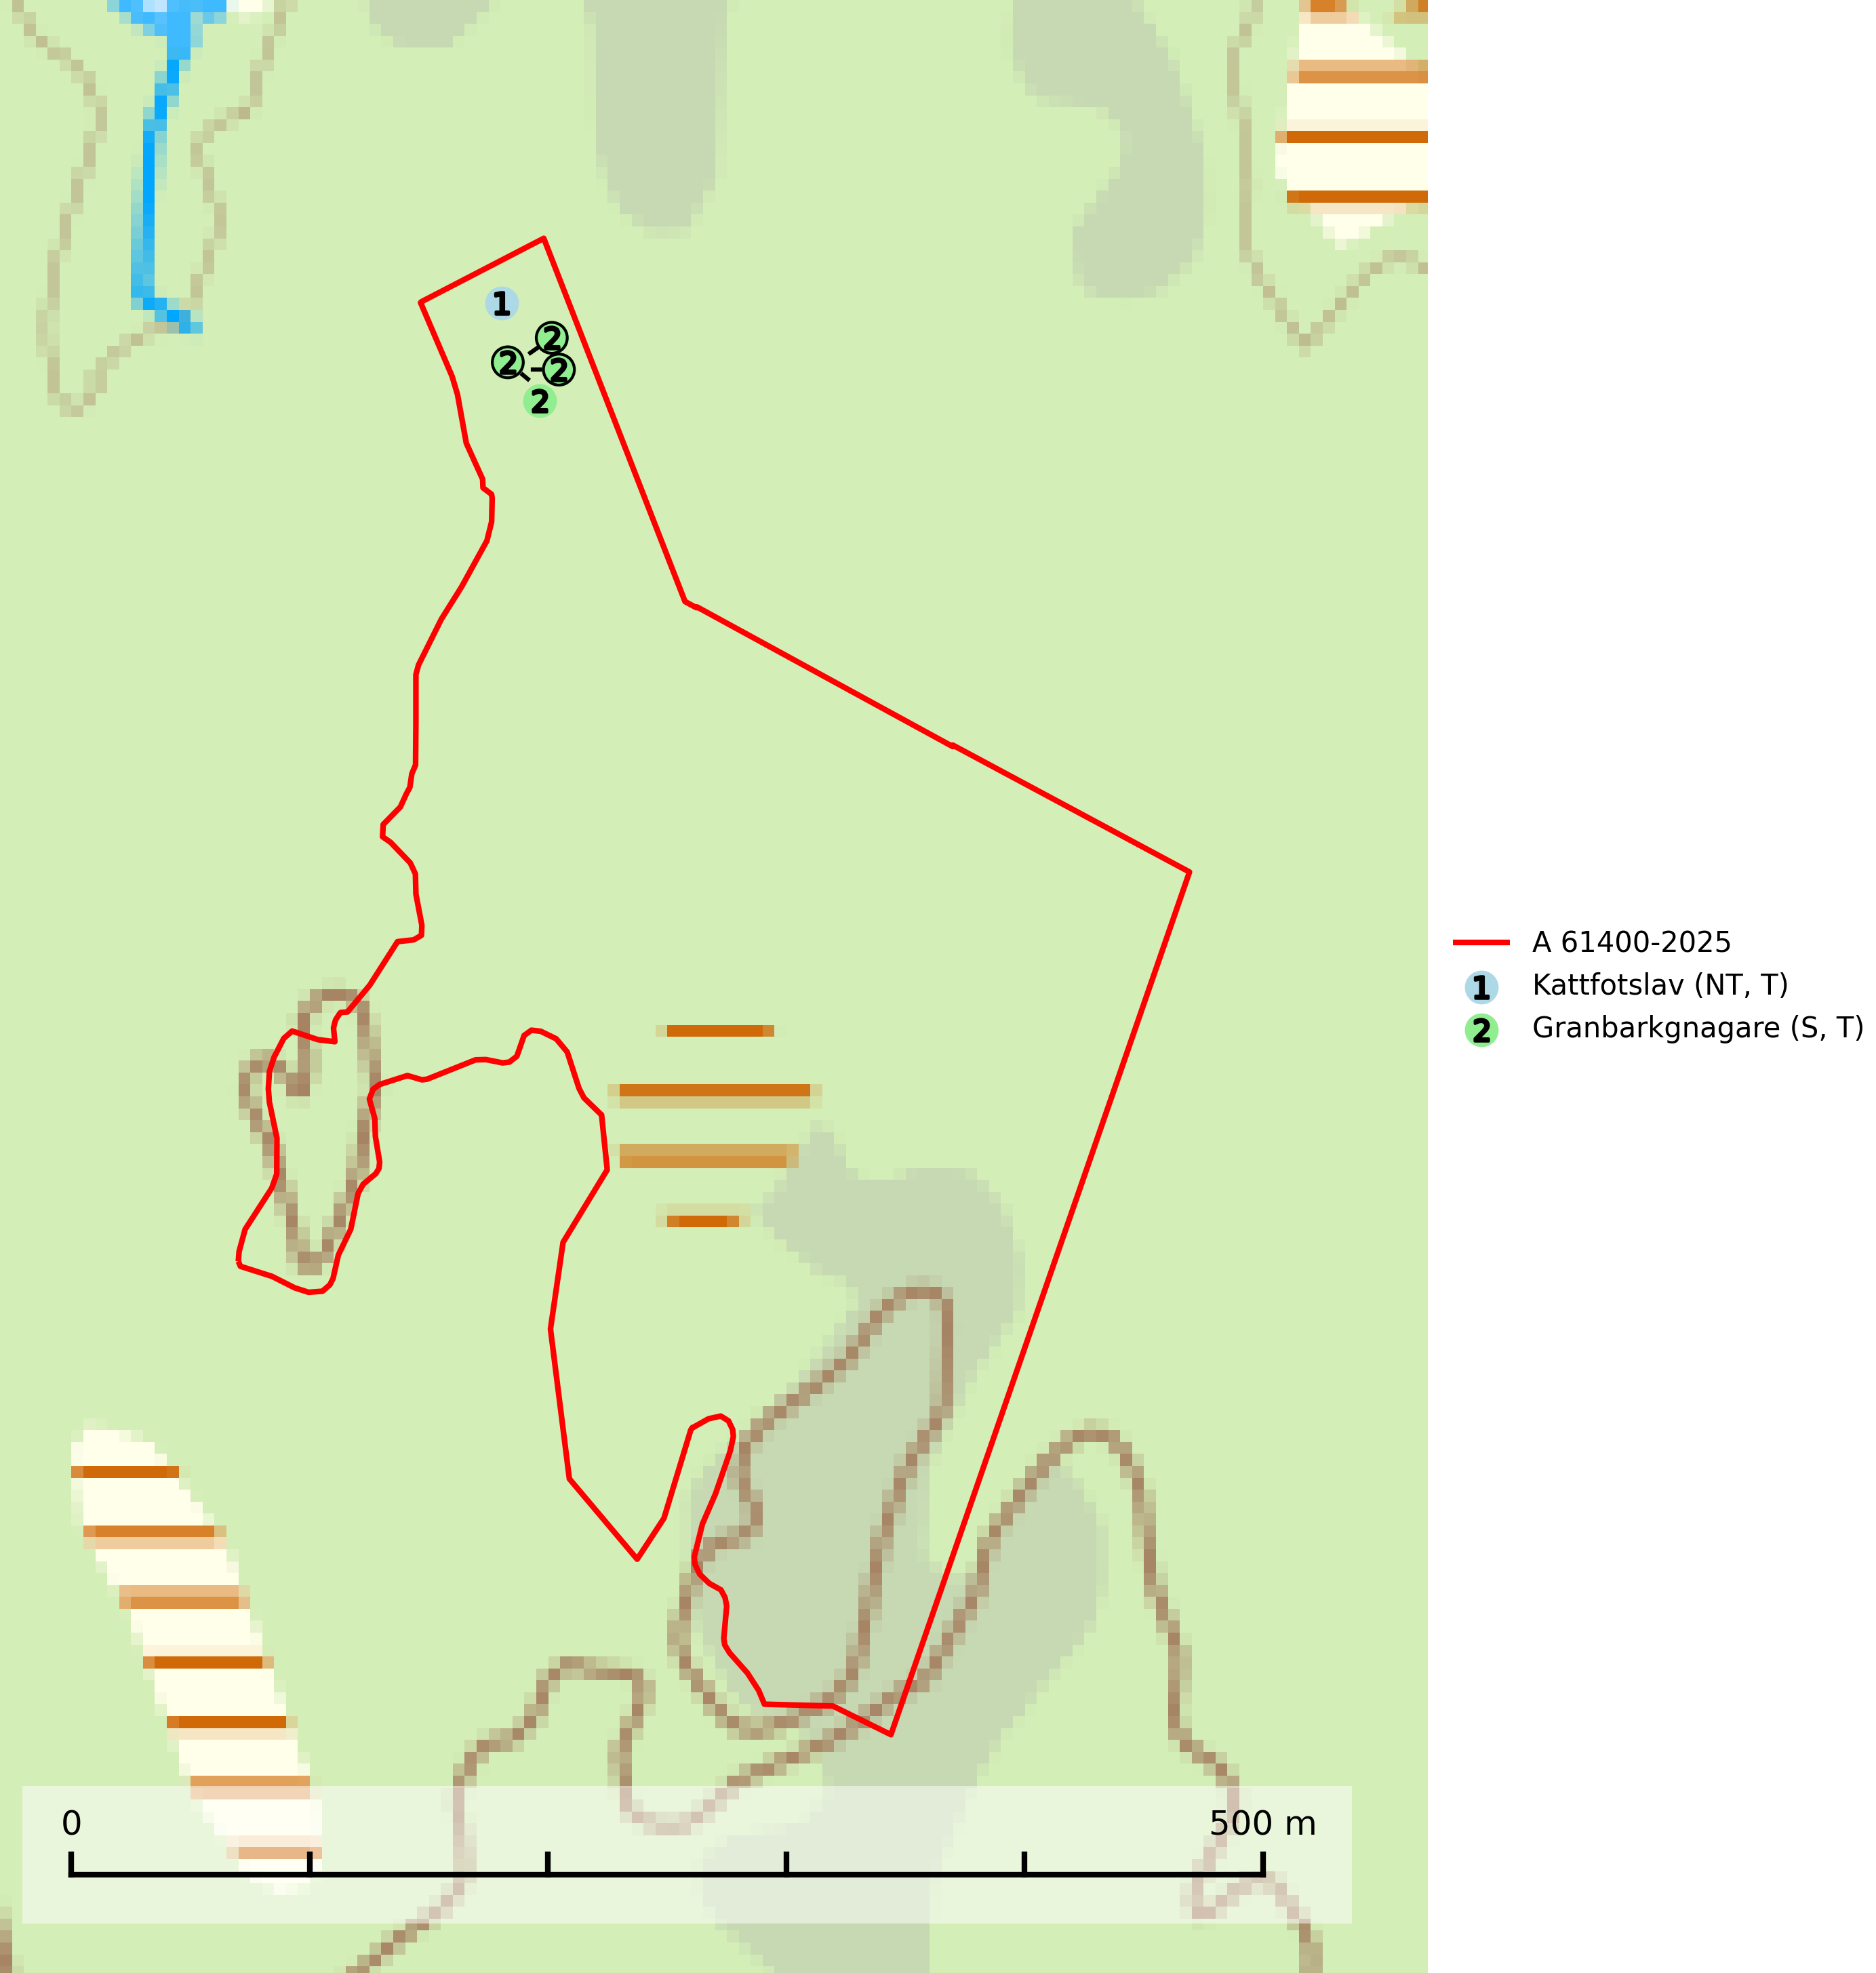 1
2
2
2
2
A 61400-2025
1 Kattfotslav (NT, T)
2 Granbarkgnagare (S, T)
0 500 m